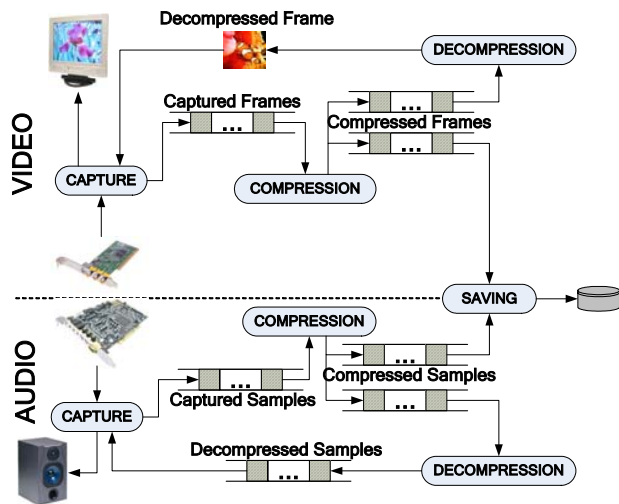 Decompressed Frame
DECOMPRESSION
Captured Frames
...
...
Compressed Frames
...
VIDEO
CAPTURE
COMPRESSION
SAVING
COMPRESSION
...
...
Compressed Samples
Captured Samples
...
AUDIO
CAPTURE
Decompressed Samples
...
DECOMPRESSION